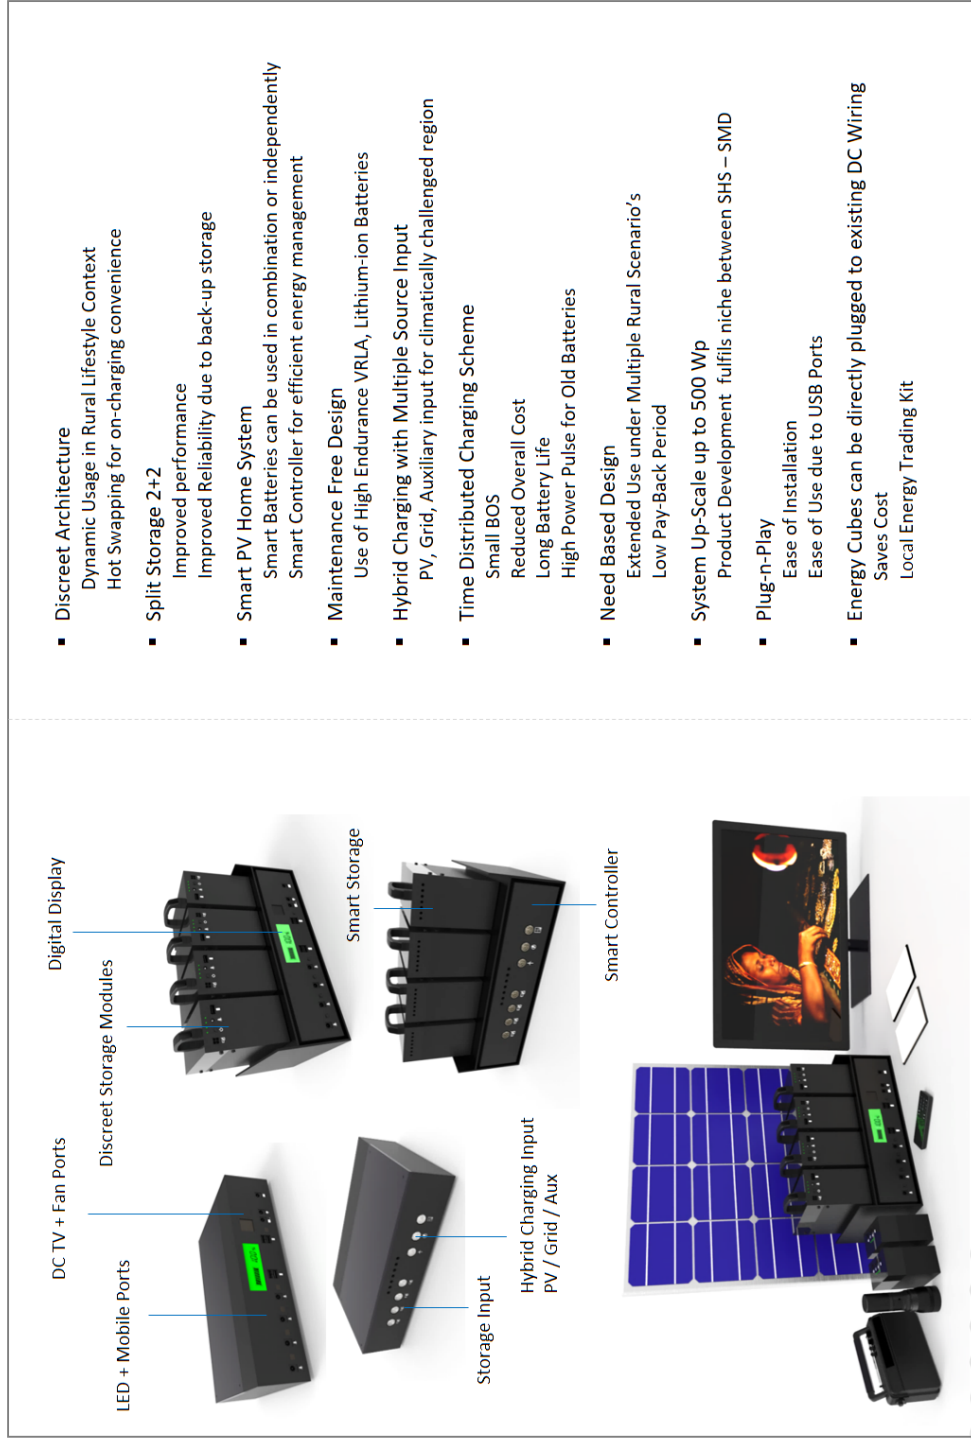 LED + Mobile Ports
DC TV + Fan Ports
Discreet Storage Modules
Digital Display
Storage Input
Hybrid Charging Input
PV / Grid / Aux
Smart Storage
Smart Controller
▪ Discreet Architecture
Dynamic Usage in Rural Lifestyle Context
Hot Swapping for on-charging convenience
▪ Split Storage 2+2
Improved performance
Improved Reliability due to back-up storage
▪ Smart PV Home System
Smart Batteries can be used in combination or independently
Smart Controller for efficient energy management
▪ Maintenance Free Design
Use of High Endurance VRLA, Lithium-ion Batteries
▪ Hybrid Charging with Multiple Source Input
PV, Grid, Auxiliary input for climatically challenged region
▪ Time Distributed Charging Scheme
Small BOS
Reduced Overall Cost
Long Battery Life
High Power Pulse for Old Batteries
▪ Need Based Design
Extended Use under Multiple Rural Scenario's
Low Pay-Back Period
▪ System Up-Scale up to 500 Wp
Product Development fulfils niche between SHS – SMD
▪ Plug-n-Play
Ease of Installation
Ease of Use due to USB Ports
▪ Energy Cubes can be directly plugged to existing DC Wiring
Saves Cost
Local Energy Trading Kit